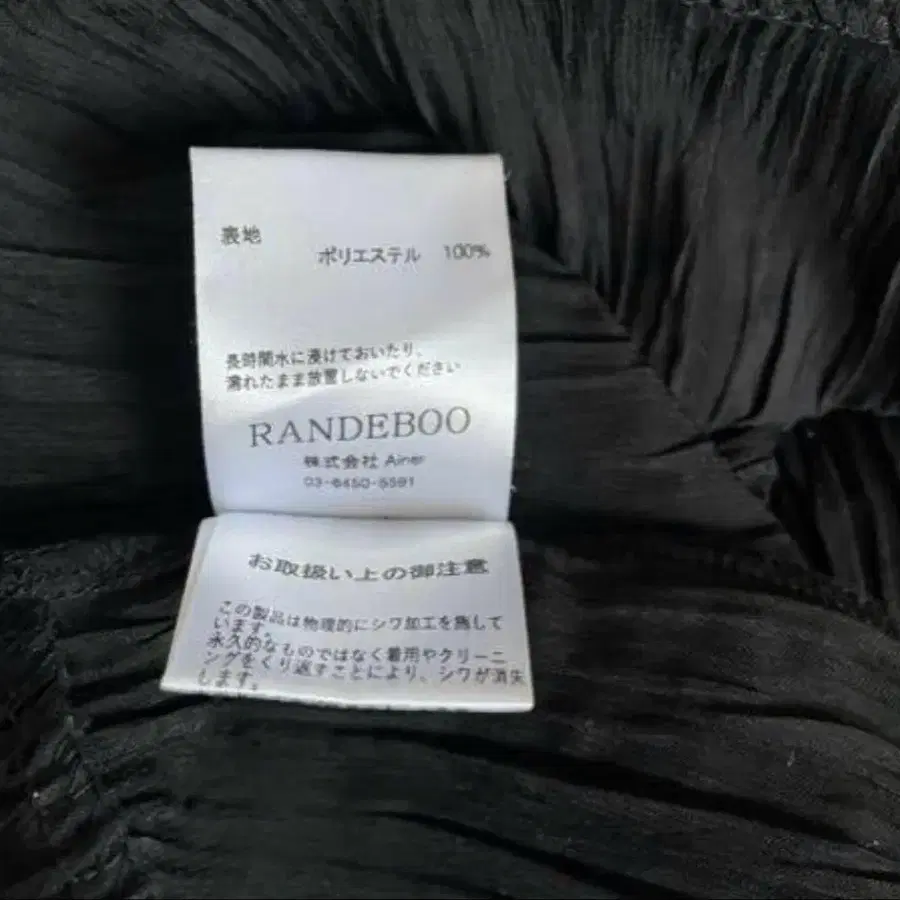 表地
ポリエステル 100%
長時間水に浸けておいたり、
濡れたまま放置しないでください
RANDEBOO
株式会社 Ainer
03-6450-5591
お取扱い上の御注意
この製品は物理的にシワ加工を施して
います。
永久的なものではなく着用やクリーニ
ングをくり返すことにより、シワが消失
します。